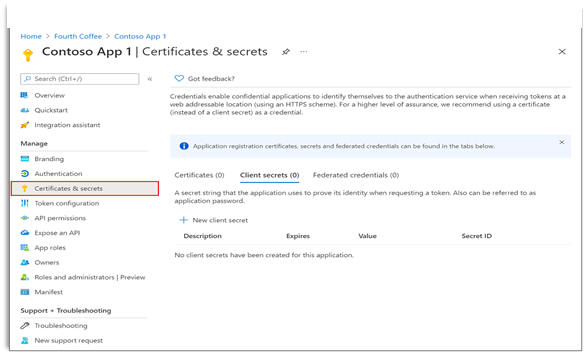 Home > Fourth Coffee > Contoso App 1
Contoso App 1 | Certificates & secrets
Search (Ctrl+/)
Overview
Quickstart
Integration assistant
Manage
Branding
Authentication
Certificates & secrets
Token configuration
API permissions
Expose an API
App roles
Owners
Roles and administrators | Preview
Manifest
Support + Troubleshooting
Troubleshooting
New support request
Got feedback?
Credentials enable confidential applications to identify themselves to the authentication service when receiving tokens at a
web addressable location (using an HTTPS scheme). For a higher level of assurance, we recommend using a certificate
(instead of a client secret) as a credential.
Application registration certificates, secrets and federated credentials can be found in the tabs below.
Certificates (0) Client secrets (0) Federated credentials (0)
A secret string that the application uses to prove its identity when requesting a token. Also can be referred to as
application password.
New client secret
Description Expires Value Secret ID
No client secrets have been created for this application.